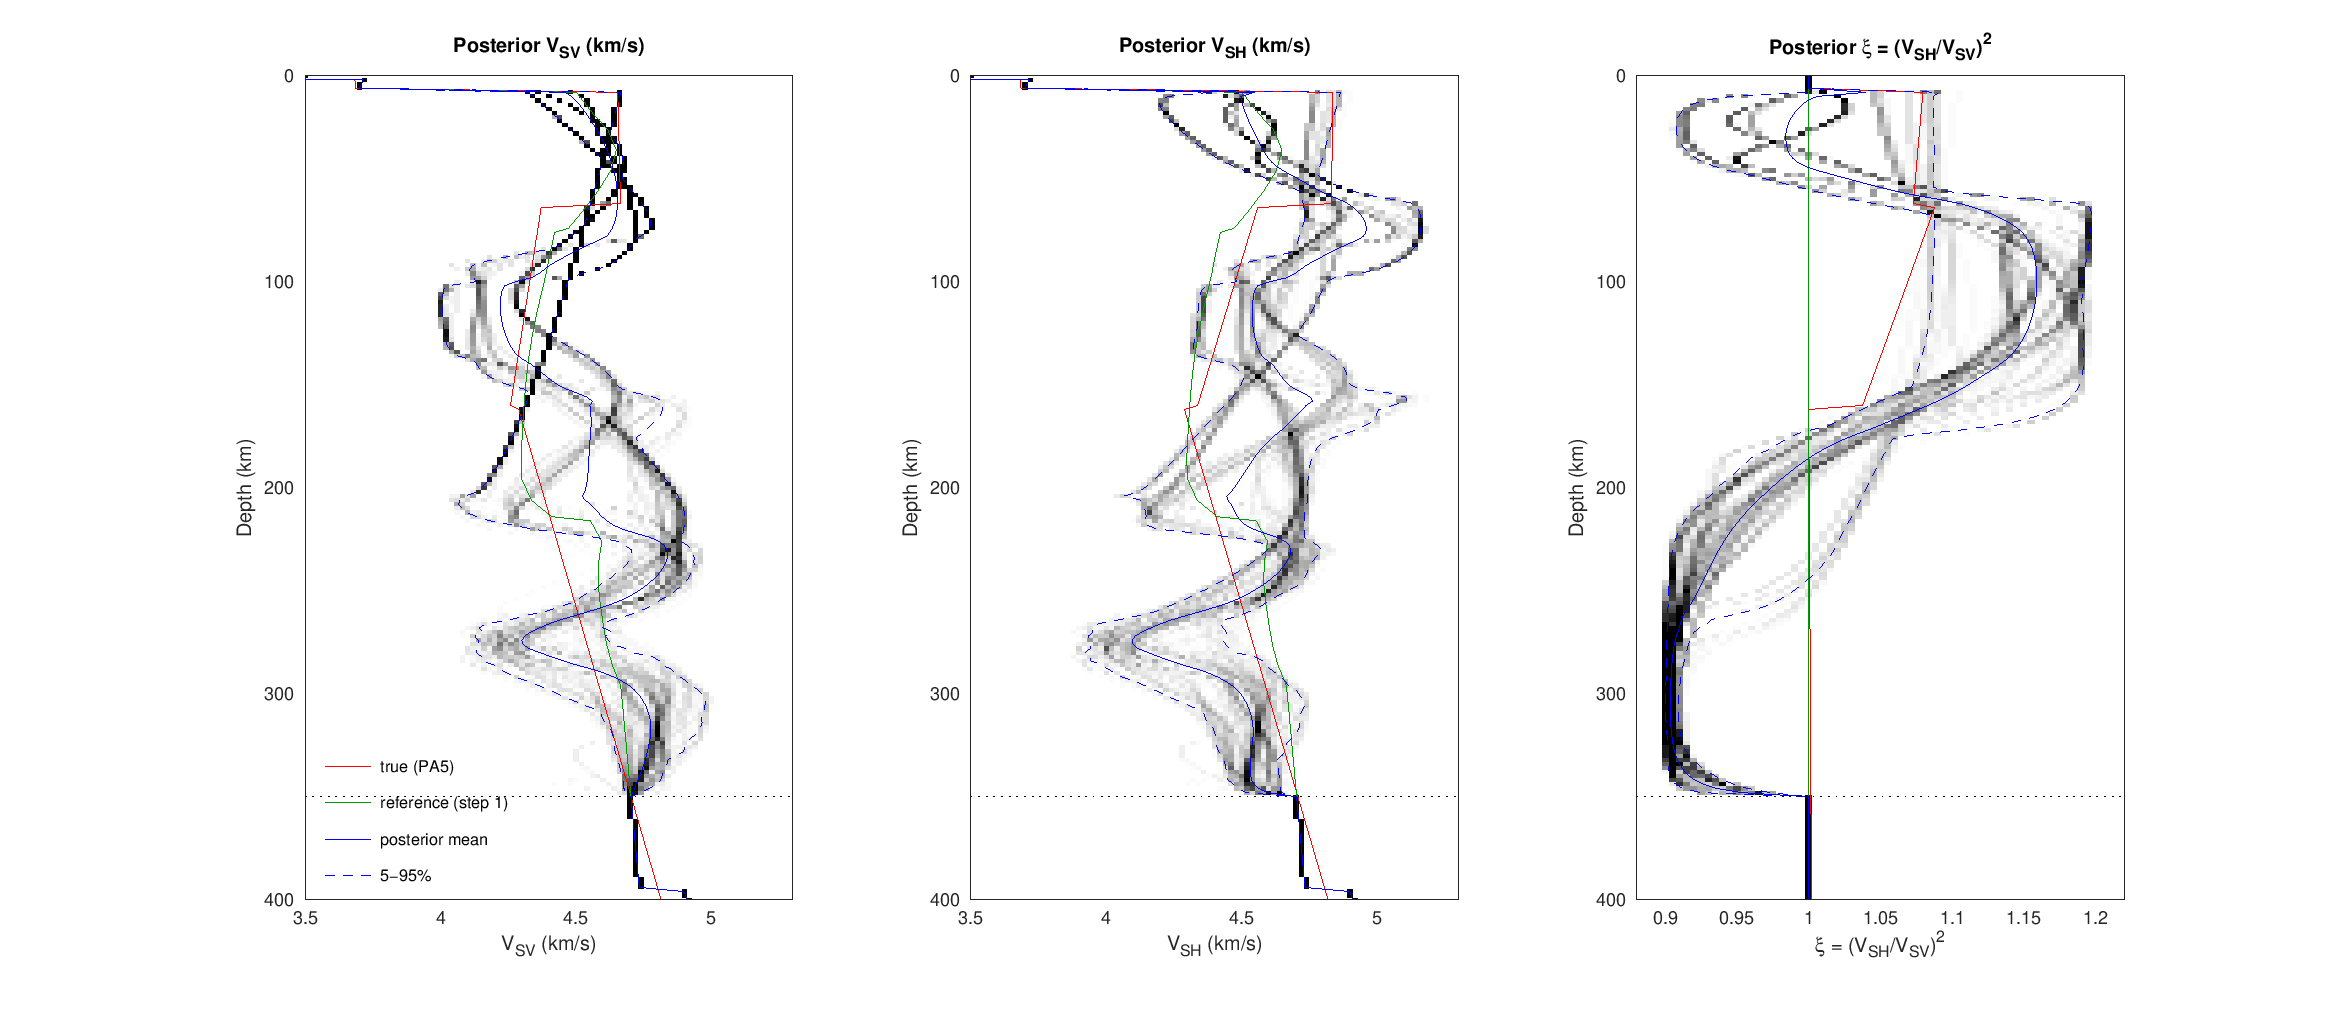 Posterior V_SV (km/s)
0
100
200
300
400
Depth (km)
3.5 4 4.5 5
V_SV (km/s)
true (PA5)
reference (step 1)
posterior mean
5−95%
Posterior V_SH (km/s)
0
100
200
300
400
Depth (km)
3.5 4 4.5 5
V_SH (km/s)
Posterior ξ = (V_SH/V_SV)^2
0
100
200
300
400
Depth (km)
0.9 0.95 1 1.05 1.1 1.15 1.2
ξ = (V_SH/V_SV)^2